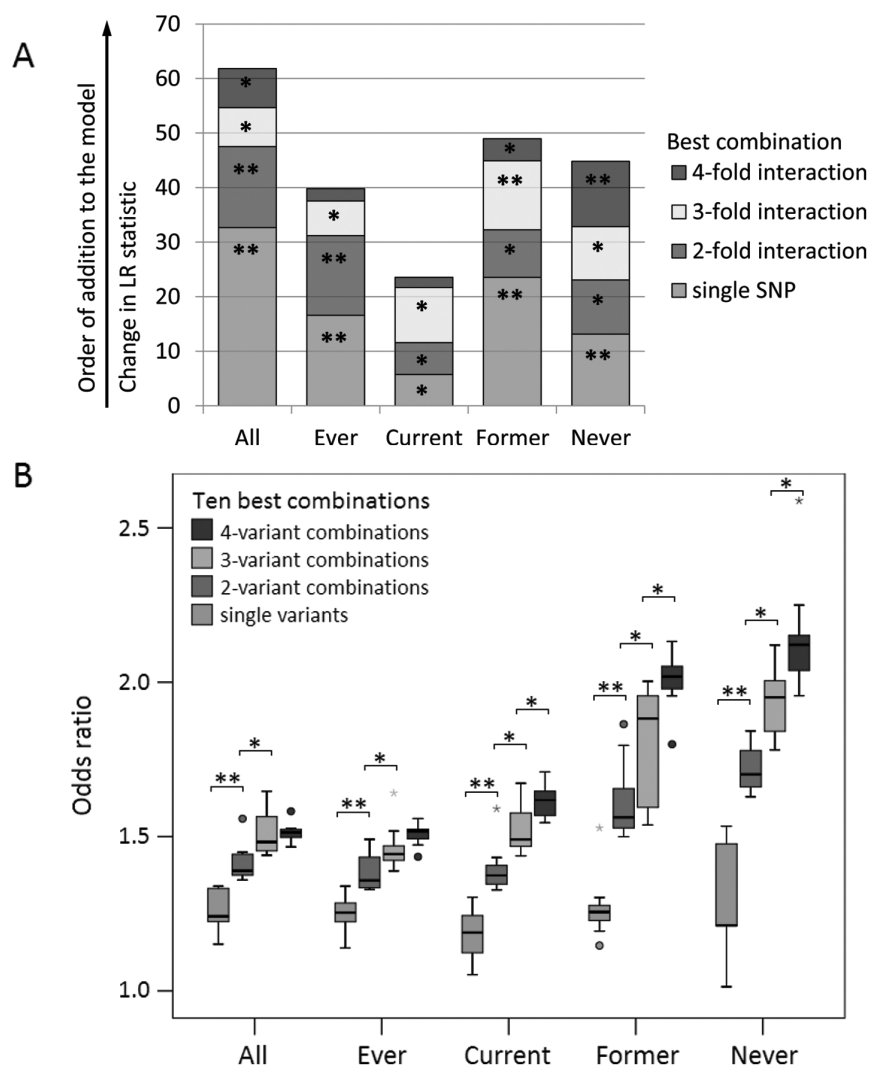 A
Order of addition to the model
Change in LR statistic
70
60
50
40
30
20
10
0
*
*
**
**
*
**
**
*
*
*
*
**
*
**
**
*
*
**
All
Ever
Current
Former
Never
Best combination
4-fold interaction
3-fold interaction
2-fold interaction
single SNP
B
Ten best combinations
4-variant combinations
3-variant combinations
2-variant combinations
single variants
Odds ratio
2.5
2.0
1.5
1.0
**
*
**
*
**
*
*
**
*
*
**
*
*
All
Ever
Current
Former
Never